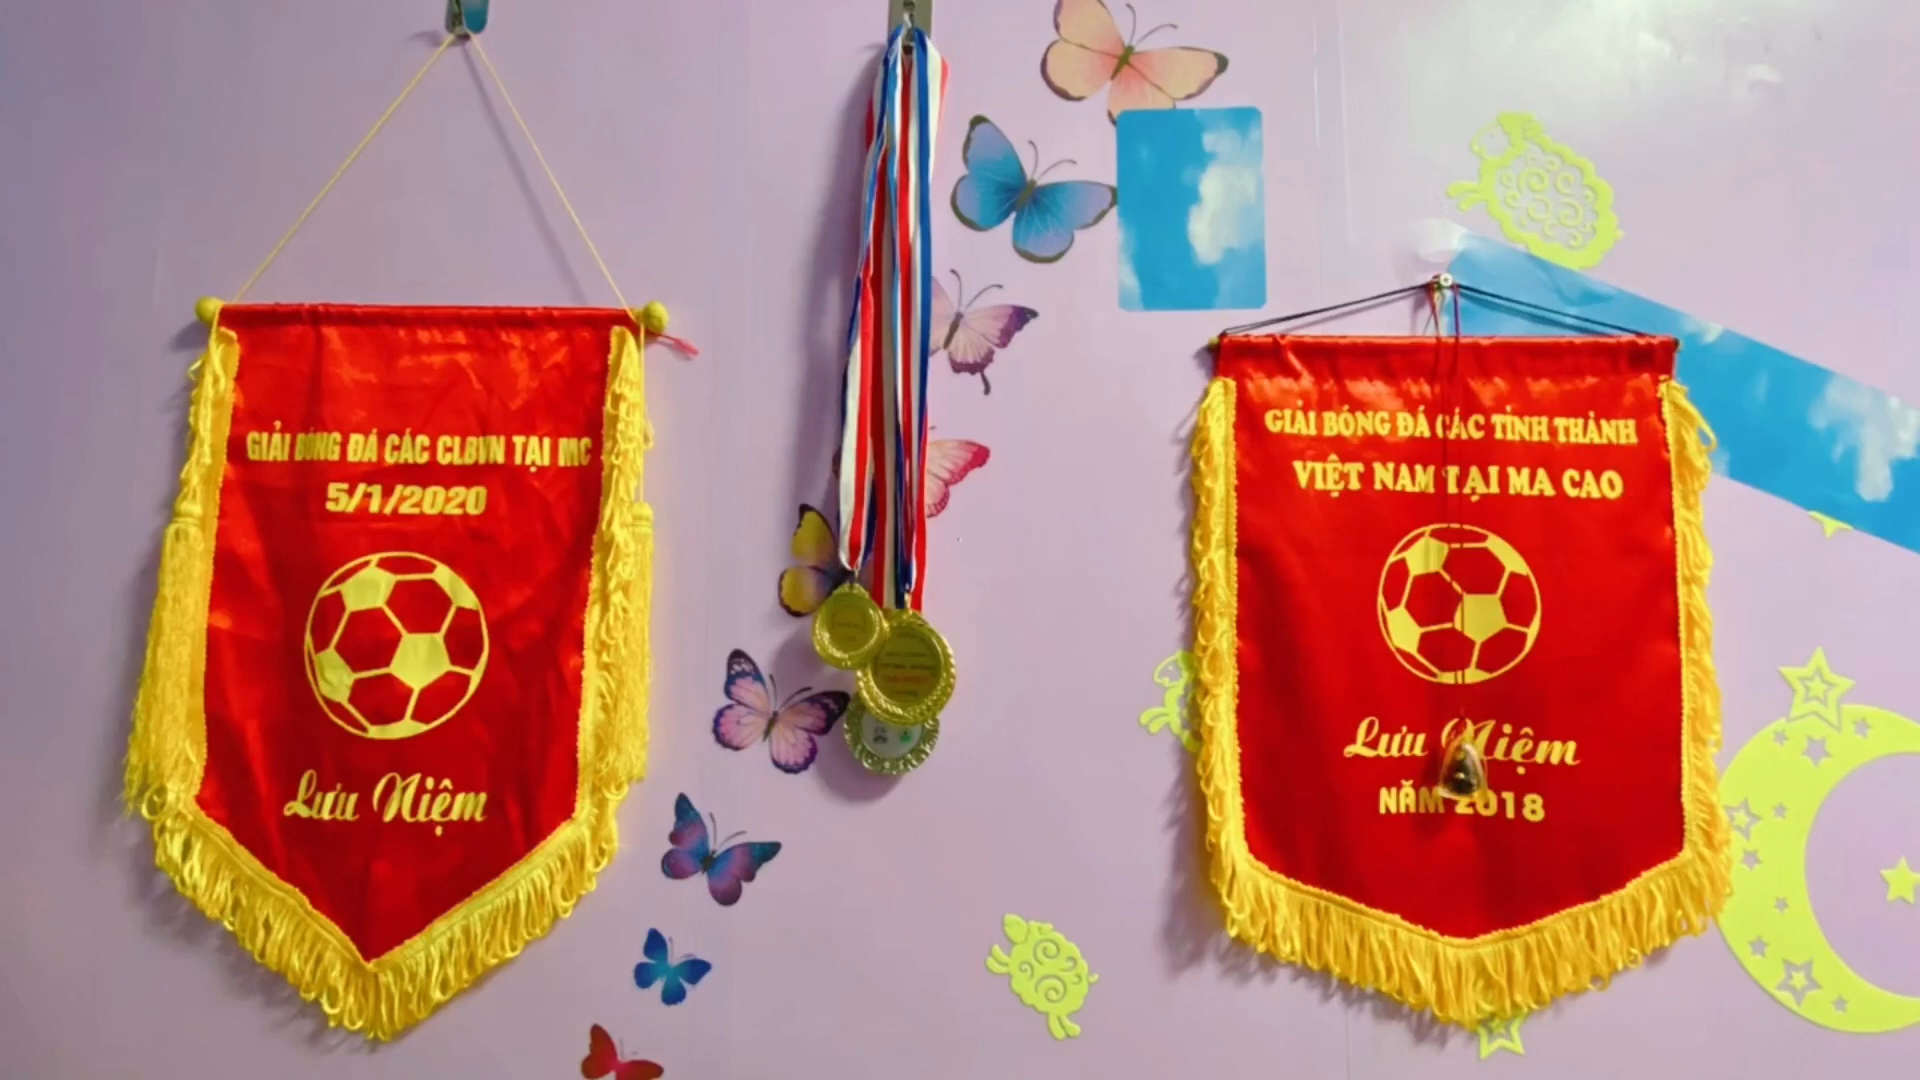 GIẢI BÓNG ĐÁ CÁC CLBVN TẠI MC
5/1/2020
Lưu Niệm
GIẢI BÓNG ĐÁ CÁC TỈNH THÀNH
VIỆT NAM TẠI MA CAO
Lưu Niệm
NĂM 2018